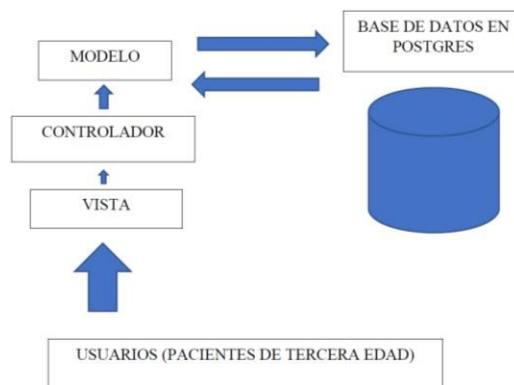 BASE DE DATOS EN
POSTGRES
MODELO
CONTROLADOR
VISTA
USUARIOS (PACIENTES DE TERCERA EDAD)